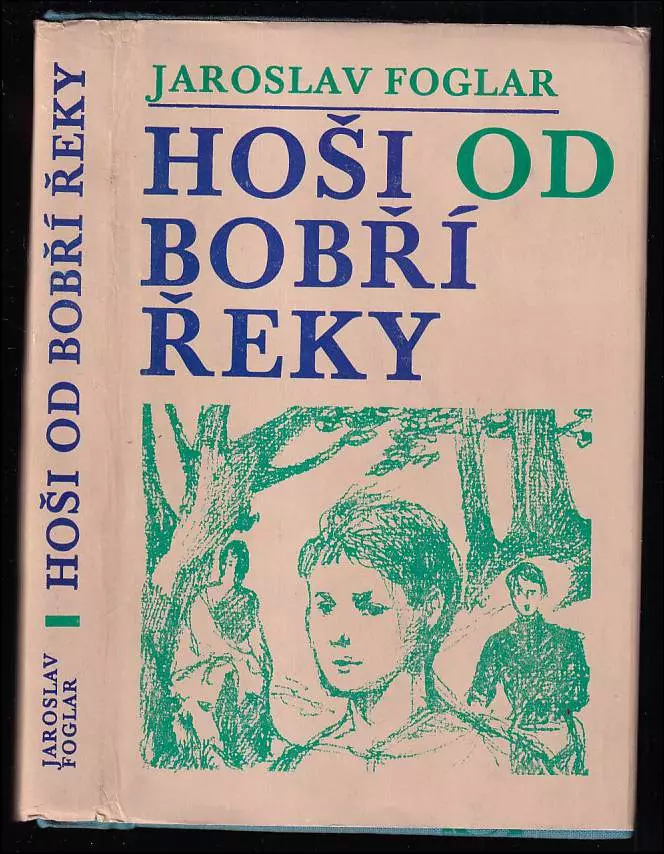 JAROSLAV FOGLAR
HOŠI OD
BOBŘÍ
ŘEKY
HOŠI OD BOBŘÍ ŘEKY
JAROSLAV
FOGLAR